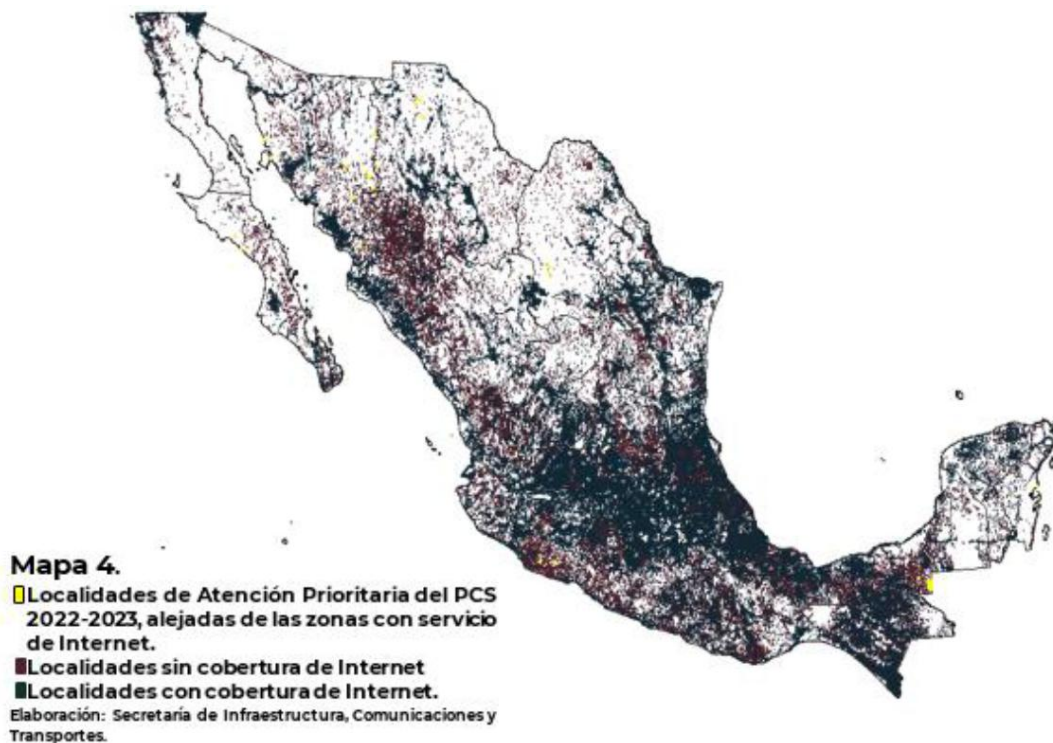 Mapa 4.
Localidades de Atención Prioritaria del PCS
2022-2023, alejadas de las zonas con servicio
de Internet.
Localidades sin cobertura de Internet
Localidades con cobertura de Internet.
Elaboración: Secretaría de Infraestructura, Comunicaciones y
Transportes.